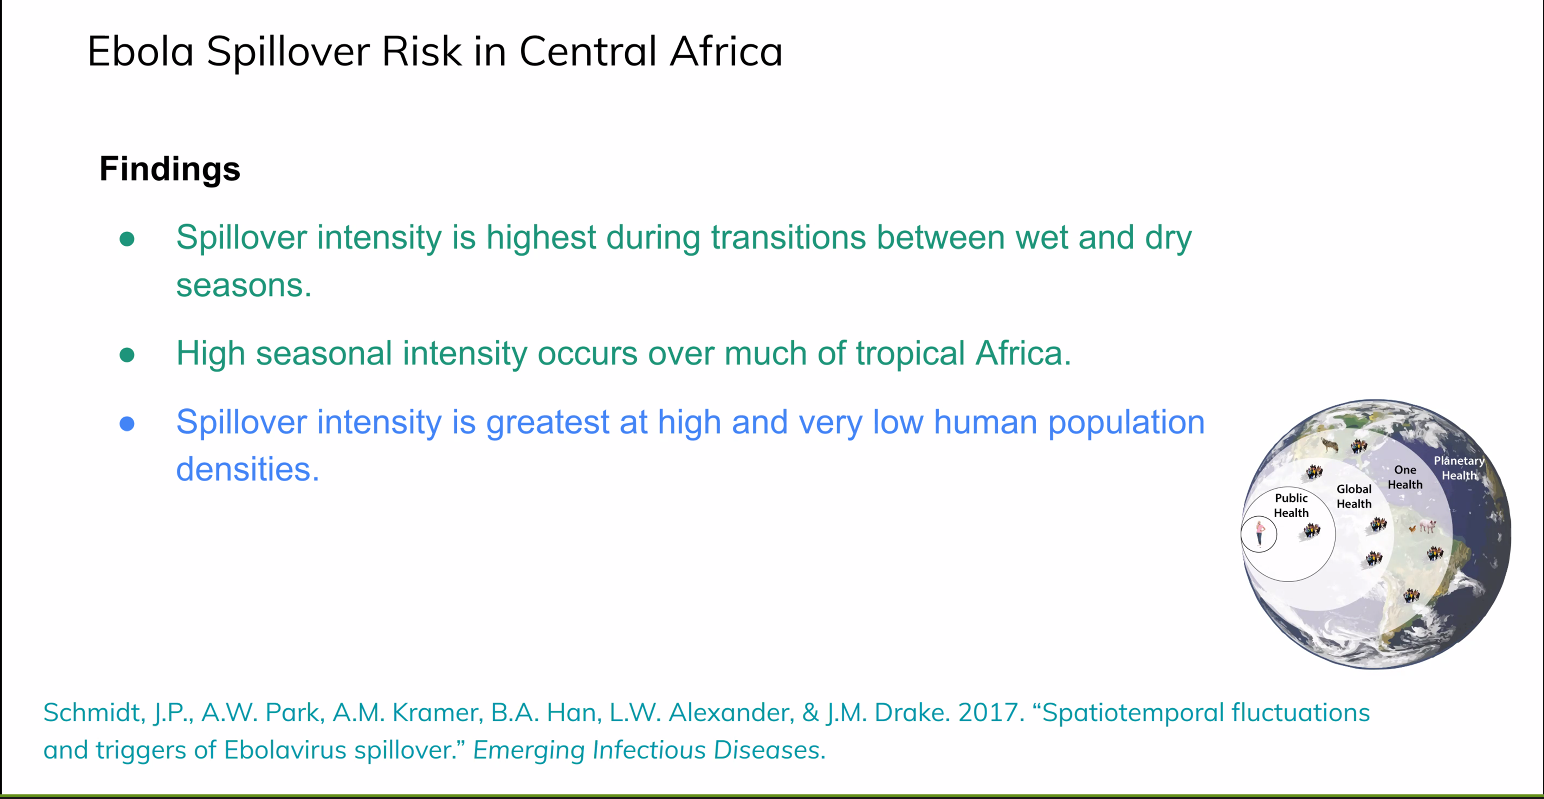 Ebola Spillover Risk in Central Africa
Findings
● Spillover intensity is highest during transitions between wet and dry
seasons.
● High seasonal intensity occurs over much of tropical Africa.
● Spillover intensity is greatest at high and very low human population
densities.
Public
Health
Global
Health
One
Health
Planetary
Health
Schmidt, J.P., A.W. Park, A.M. Kramer, B.A. Han, L.W. Alexander, & J.M. Drake. 2017. “Spatiotemporal fluctuations
and triggers of Ebolavirus spillover.” Emerging Infectious Diseases.